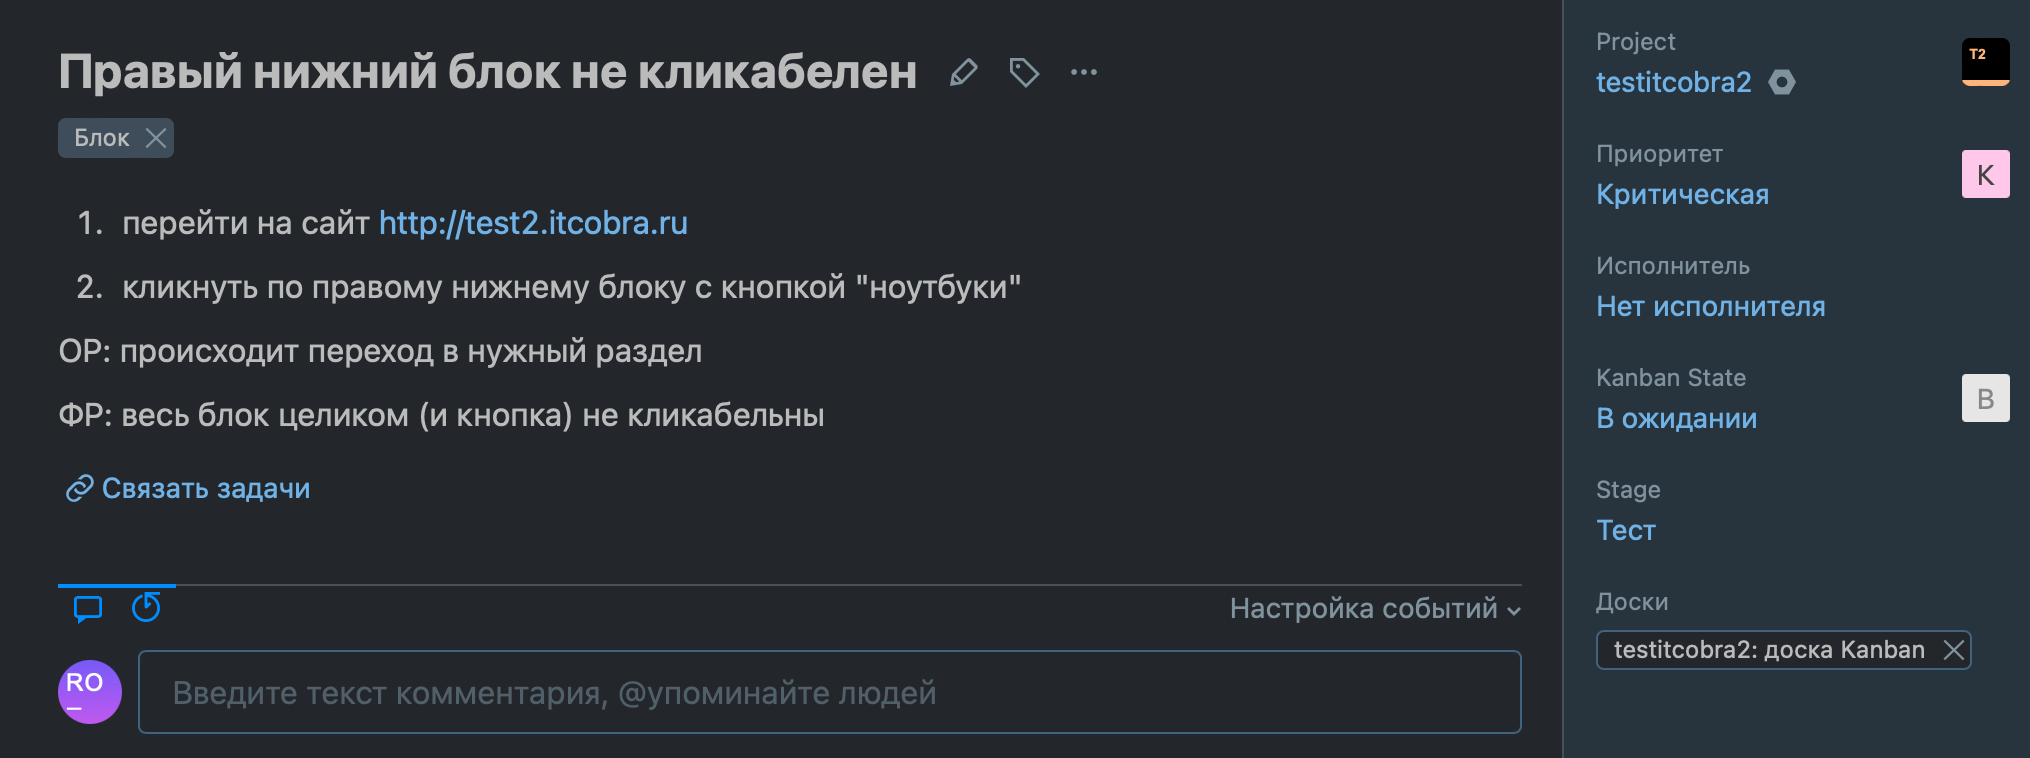 Правый нижний блок не кликабелен
Блок
1. перейти на сайт http://test2.itcobra.ru
2. кликнуть по правому нижнему блоку с кнопкой "ноутбуки"
ОР: происходит переход в нужный раздел
ФР: весь блок целиком (и кнопка) не кликабельны
Связать задачи
Настройка событий
RO
Введите текст комментария, @упоминайте людей
Project
testitcobra2
T2
Приоритет
Критическая
К
Исполнитель
Нет исполнителя
Kanban State
В ожидании
В
Stage
Тест
Доски
testitcobra2: доска Kanban